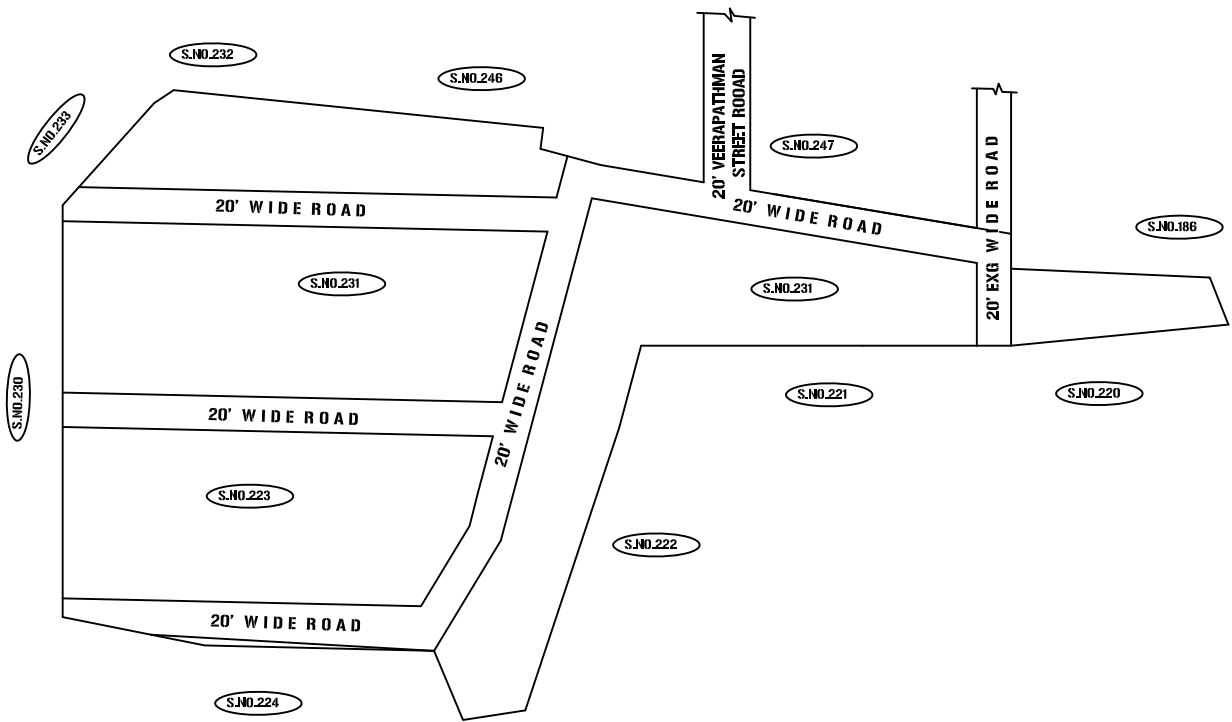 S.NO.232
S.NO.246
S.NO.233
20' VEERAPATHMAN
STREET ROOAD
S.NO.247
20' EXG WIDE ROAD
20' WIDE ROAD
20' WIDE ROAD
S.NO.186
S.NO.231
S.NO.231
20' WIDE ROAD
S.NO.230
20' WIDE ROAD
S.NO.221
S.NO.220
S.NO.223
S.NO.222
20' WIDE ROAD
S.NO.224